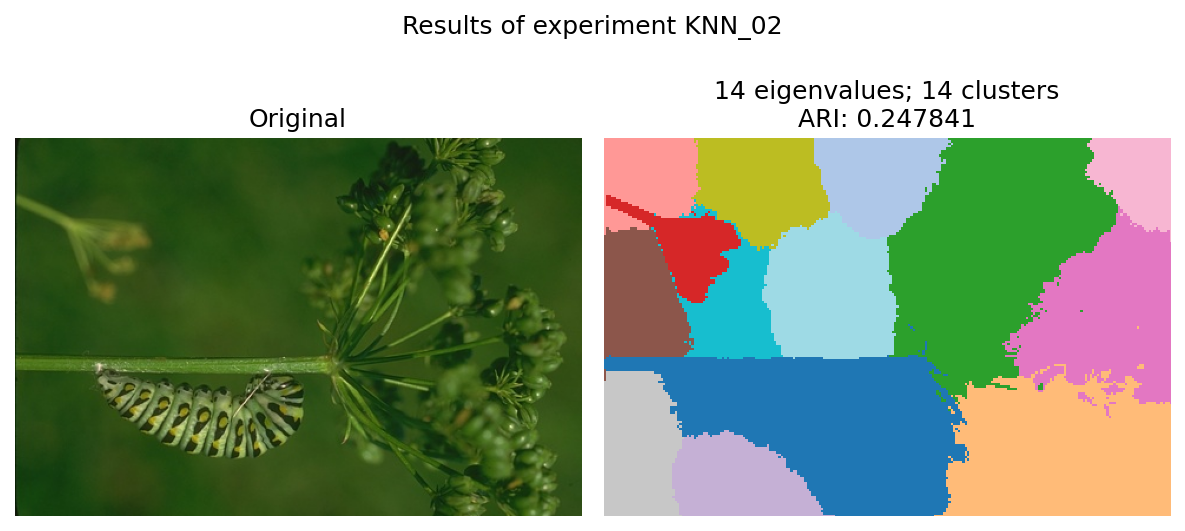 Results of experiment KNN_02
Original
14 eigenvalues; 14 clusters
ARI: 0.247841